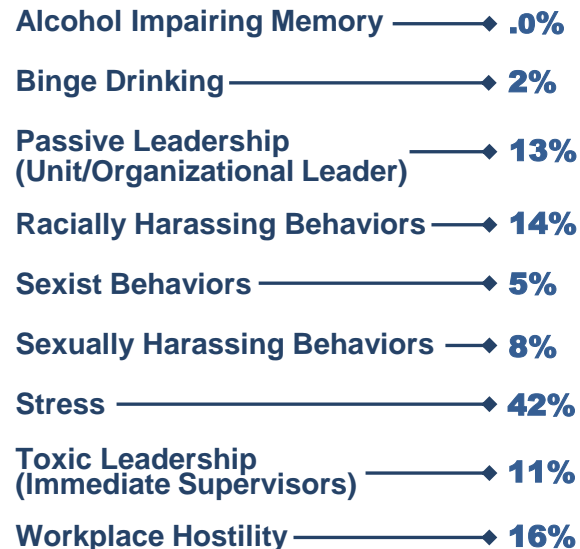 Alcohol Impairing Memory .0%
Binge Drinking 2%
Passive Leadership
(Unit/Organizational Leader) 13%
Racially Harassing Behaviors 14%
Sexist Behaviors 5%
Sexually Harassing Behaviors 8%
Stress 42%
Toxic Leadership
(Immediate Supervisors) 11%
Workplace Hostility 16%